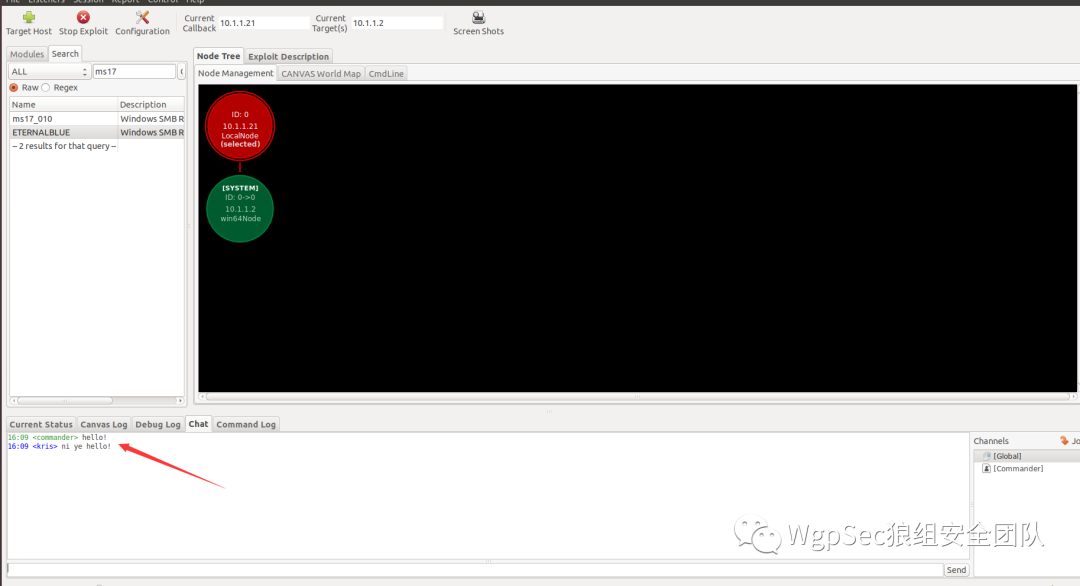 File Listeners Session Report Control Help
Target Host Stop Exploit Configuration
Current Callback 10.1.1.21
Current Target(s) 10.1.1.2
Screen Shots
Modules Search
ALL ms17
Raw Regex
Name Description
ms17_010 Windows SMB R
ETERNALBLUE Windows SMB R
-- 2 results for that query --
Node Tree Exploit Description
Node Management CANVAS World Map CmdLine
ID: 0
10.1.1.21
LocalNode
(selected)
[SYSTEM]
ID: 0->0
10.1.1.2
win64Node
Current Status Canvas Log Debug Log Chat Command Log
16:09 <commander> hello!
16:09 <kris> ni ye hello!
Channels Jo
[Global]
[Commander]
Send
WgpSec狼组安全团队